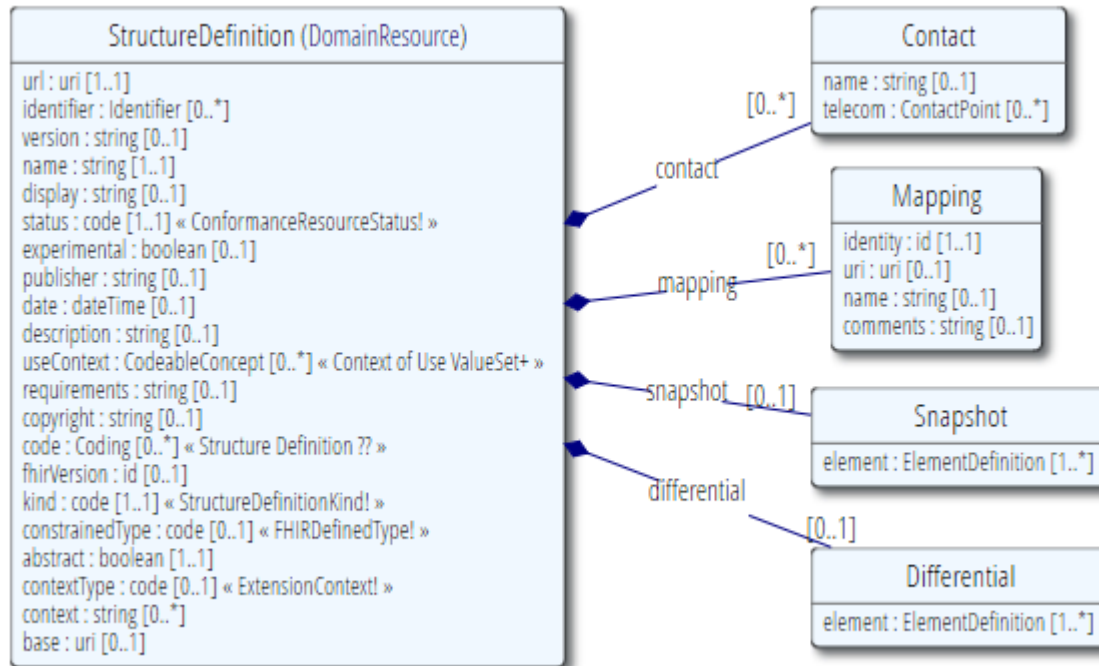 StructureDefinition (DomainResource)
url : uri [1..1]
identifier : Identifier [0..*]
version : string [0..1]
name : string [1..1]
display : string [0..1]
status : code [1..1] « ConformanceResourceStatus! »
experimental : boolean [0..1]
publisher : string [0..1]
date : dateTime [0..1]
description : string [0..1]
useContext : CodeableConcept [0..*] « Context of Use ValueSet+ »
requirements : string [0..1]
copyright : string [0..1]
code : Coding [0..*] « Structure Definition ?? »
fhirVersion : id [0..1]
kind : code [1..1] « StructureDefinitionKind! »
constrainedType : code [0..1] « FHIRDefinedType! »
abstract : boolean [1..1]
contextType : code [0..1] « ExtensionContext! »
context : string [0..*]
base : uri [0..1]
contact
[0..*]
Contact
name : string [0..1]
telecom : ContactPoint [0..*]
mapping
[0..*]
Mapping
identity : id [1..1]
uri : uri [0..1]
name : string [0..1]
comments : string [0..1]
snapshot
[0..1]
Snapshot
element : ElementDefinition [1..*]
differential
[0..1]
Differential
element : ElementDefinition [1..*]